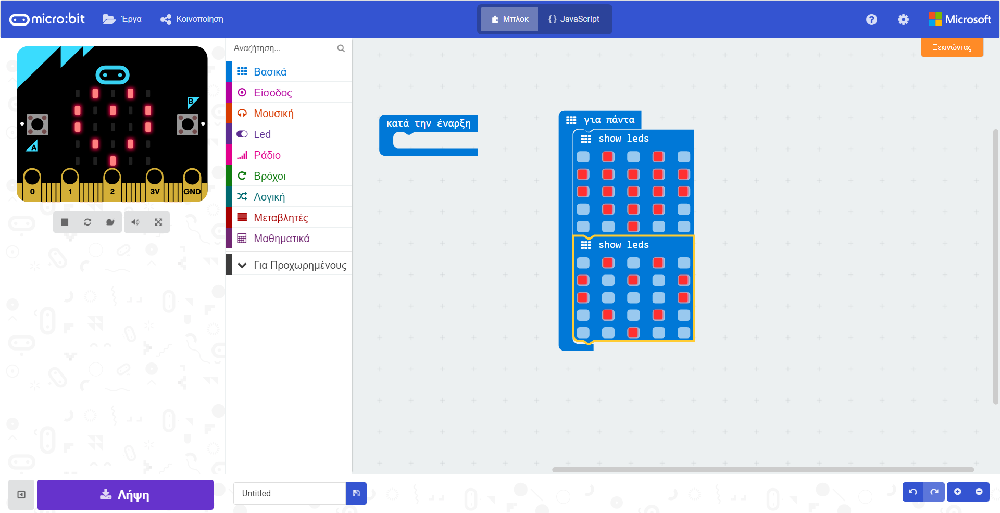 micro:bit
Έργα
Κοινοποίηση
Μπλοκ
{ } JavaScript
?
Microsoft
Ξεκινώντας
B
A
0 1 2 3V GND
Αναζήτηση...
Βασικά
Είσοδος
Μουσική
Led
Ράδιο
Βρόχοι
Λογική
Μεταβλητές
Μαθηματικά
Για Προχωρημένους
κατά την έναρξη
για πάντα
show leds
show leds
Λήψη
Untitled